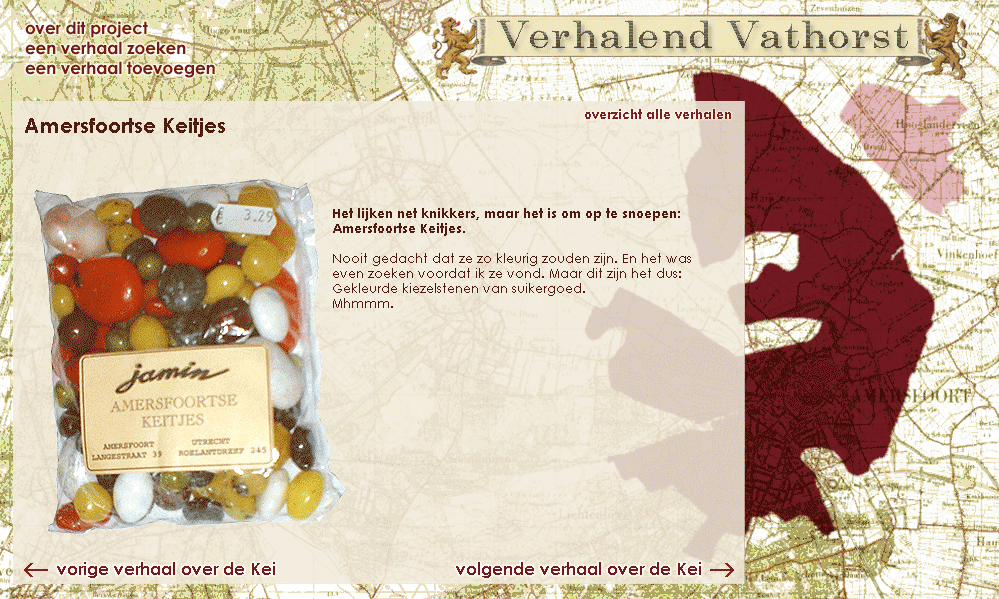 over dit project
een verhaal zoeken
een verhaal toevoegen
Verhalend Vathorst
overzicht alle verhalen
Amersfoortse Keitjes
€ 3.29
Het lijken net knikkers, maar het is om op te snoepen:
Amersfoortse Keitjes.
Nooit gedacht dat ze zo kleurig zouden zijn. En het was
even zoeken voordat ik ze vond. Maar dit zijn het dus:
Gekleurde kiezelstenen van suikergoed.
Mhmmm.
jamin
AMERSFOORTSE
KEITJES
AMERSFOORT UTRECHT
LANGESTRAAT 39 ROELANTDREEF 245
← vorige verhaal over de Kei
volgende verhaal over de Kei →
Zevenhuizen
Hooglanderveen
Vinkenhoef
AMERSFOORT